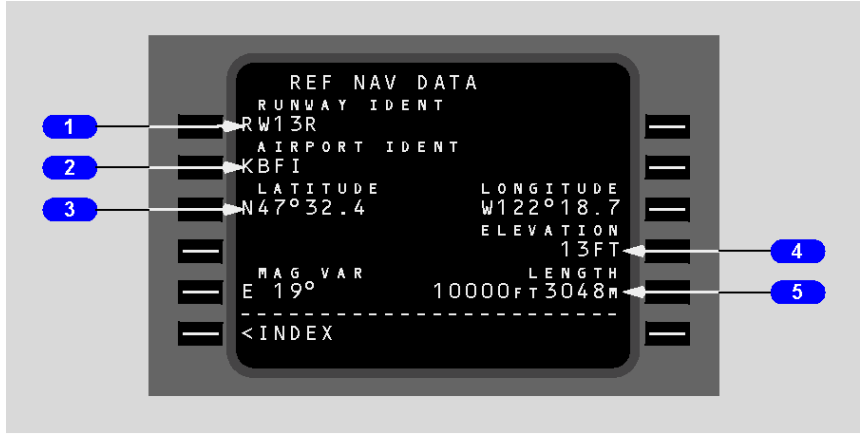 REF NAV DATA
RUNWAY IDENT
1 RW13R
AIRPORT IDENT
2 KBFI
LATITUDE LONGITUDE
3 N47°32.4 W122°18.7
ELEVATION
13FT 4
MAG VAR LENGTH
E 19° 10000FT3048M 5
<INDEX